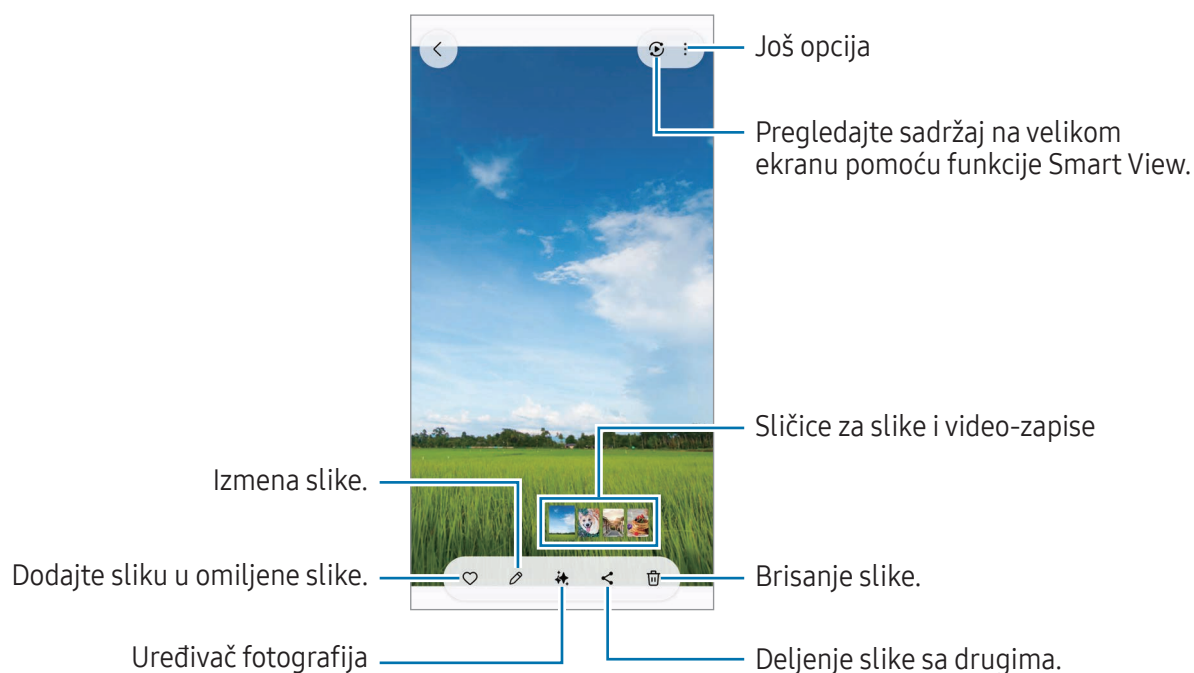 Još opcija
Pregledajte sadržaj na velikom
ekranu pomoću funkcije Smart View.
Sličice za slike i video-zapise
Izmena slike.
Dodajte sliku u omiljene slike.
Brisanje slike.
Uređivač fotografija
Deljenje slike sa drugima.